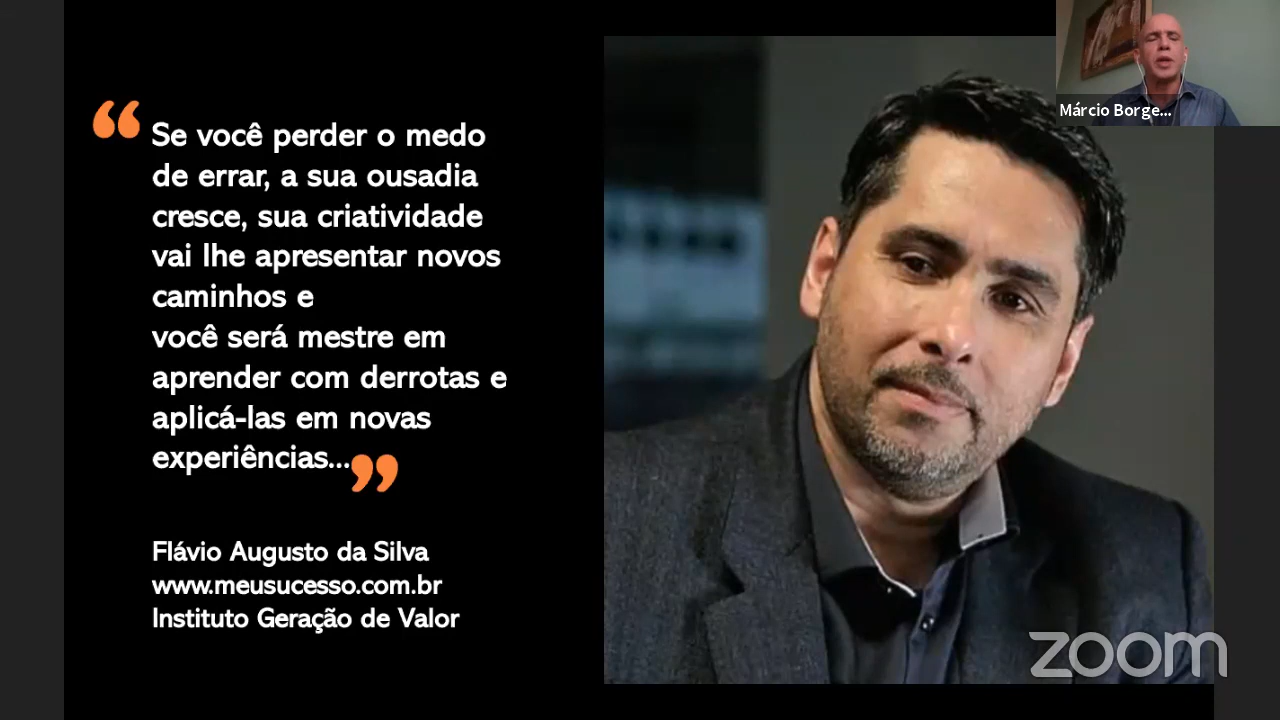 “ Se você perder o medo
de errar, a sua ousadia
cresce, sua criatividade
vai lhe apresentar novos
caminhos e
você será mestre em
aprender com derrotas e
aplicá-las em novas
experiências...”
Flávio Augusto da Silva
www.meusucesso.com.br
Instituto Geração de Valor
Márcio Borge...
zoom